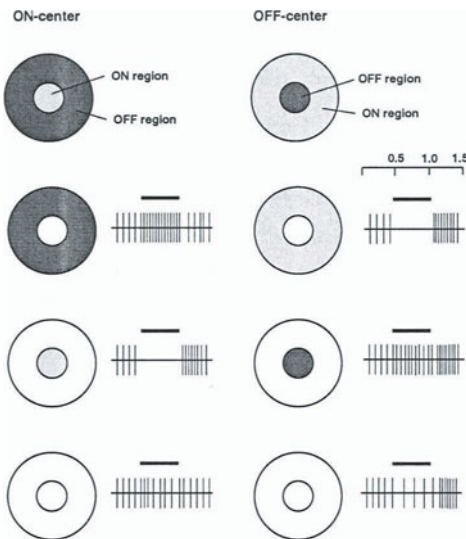 ON-center
OFF-center
ON region
OFF region
OFF region
ON region
0.5 1.0 1.5